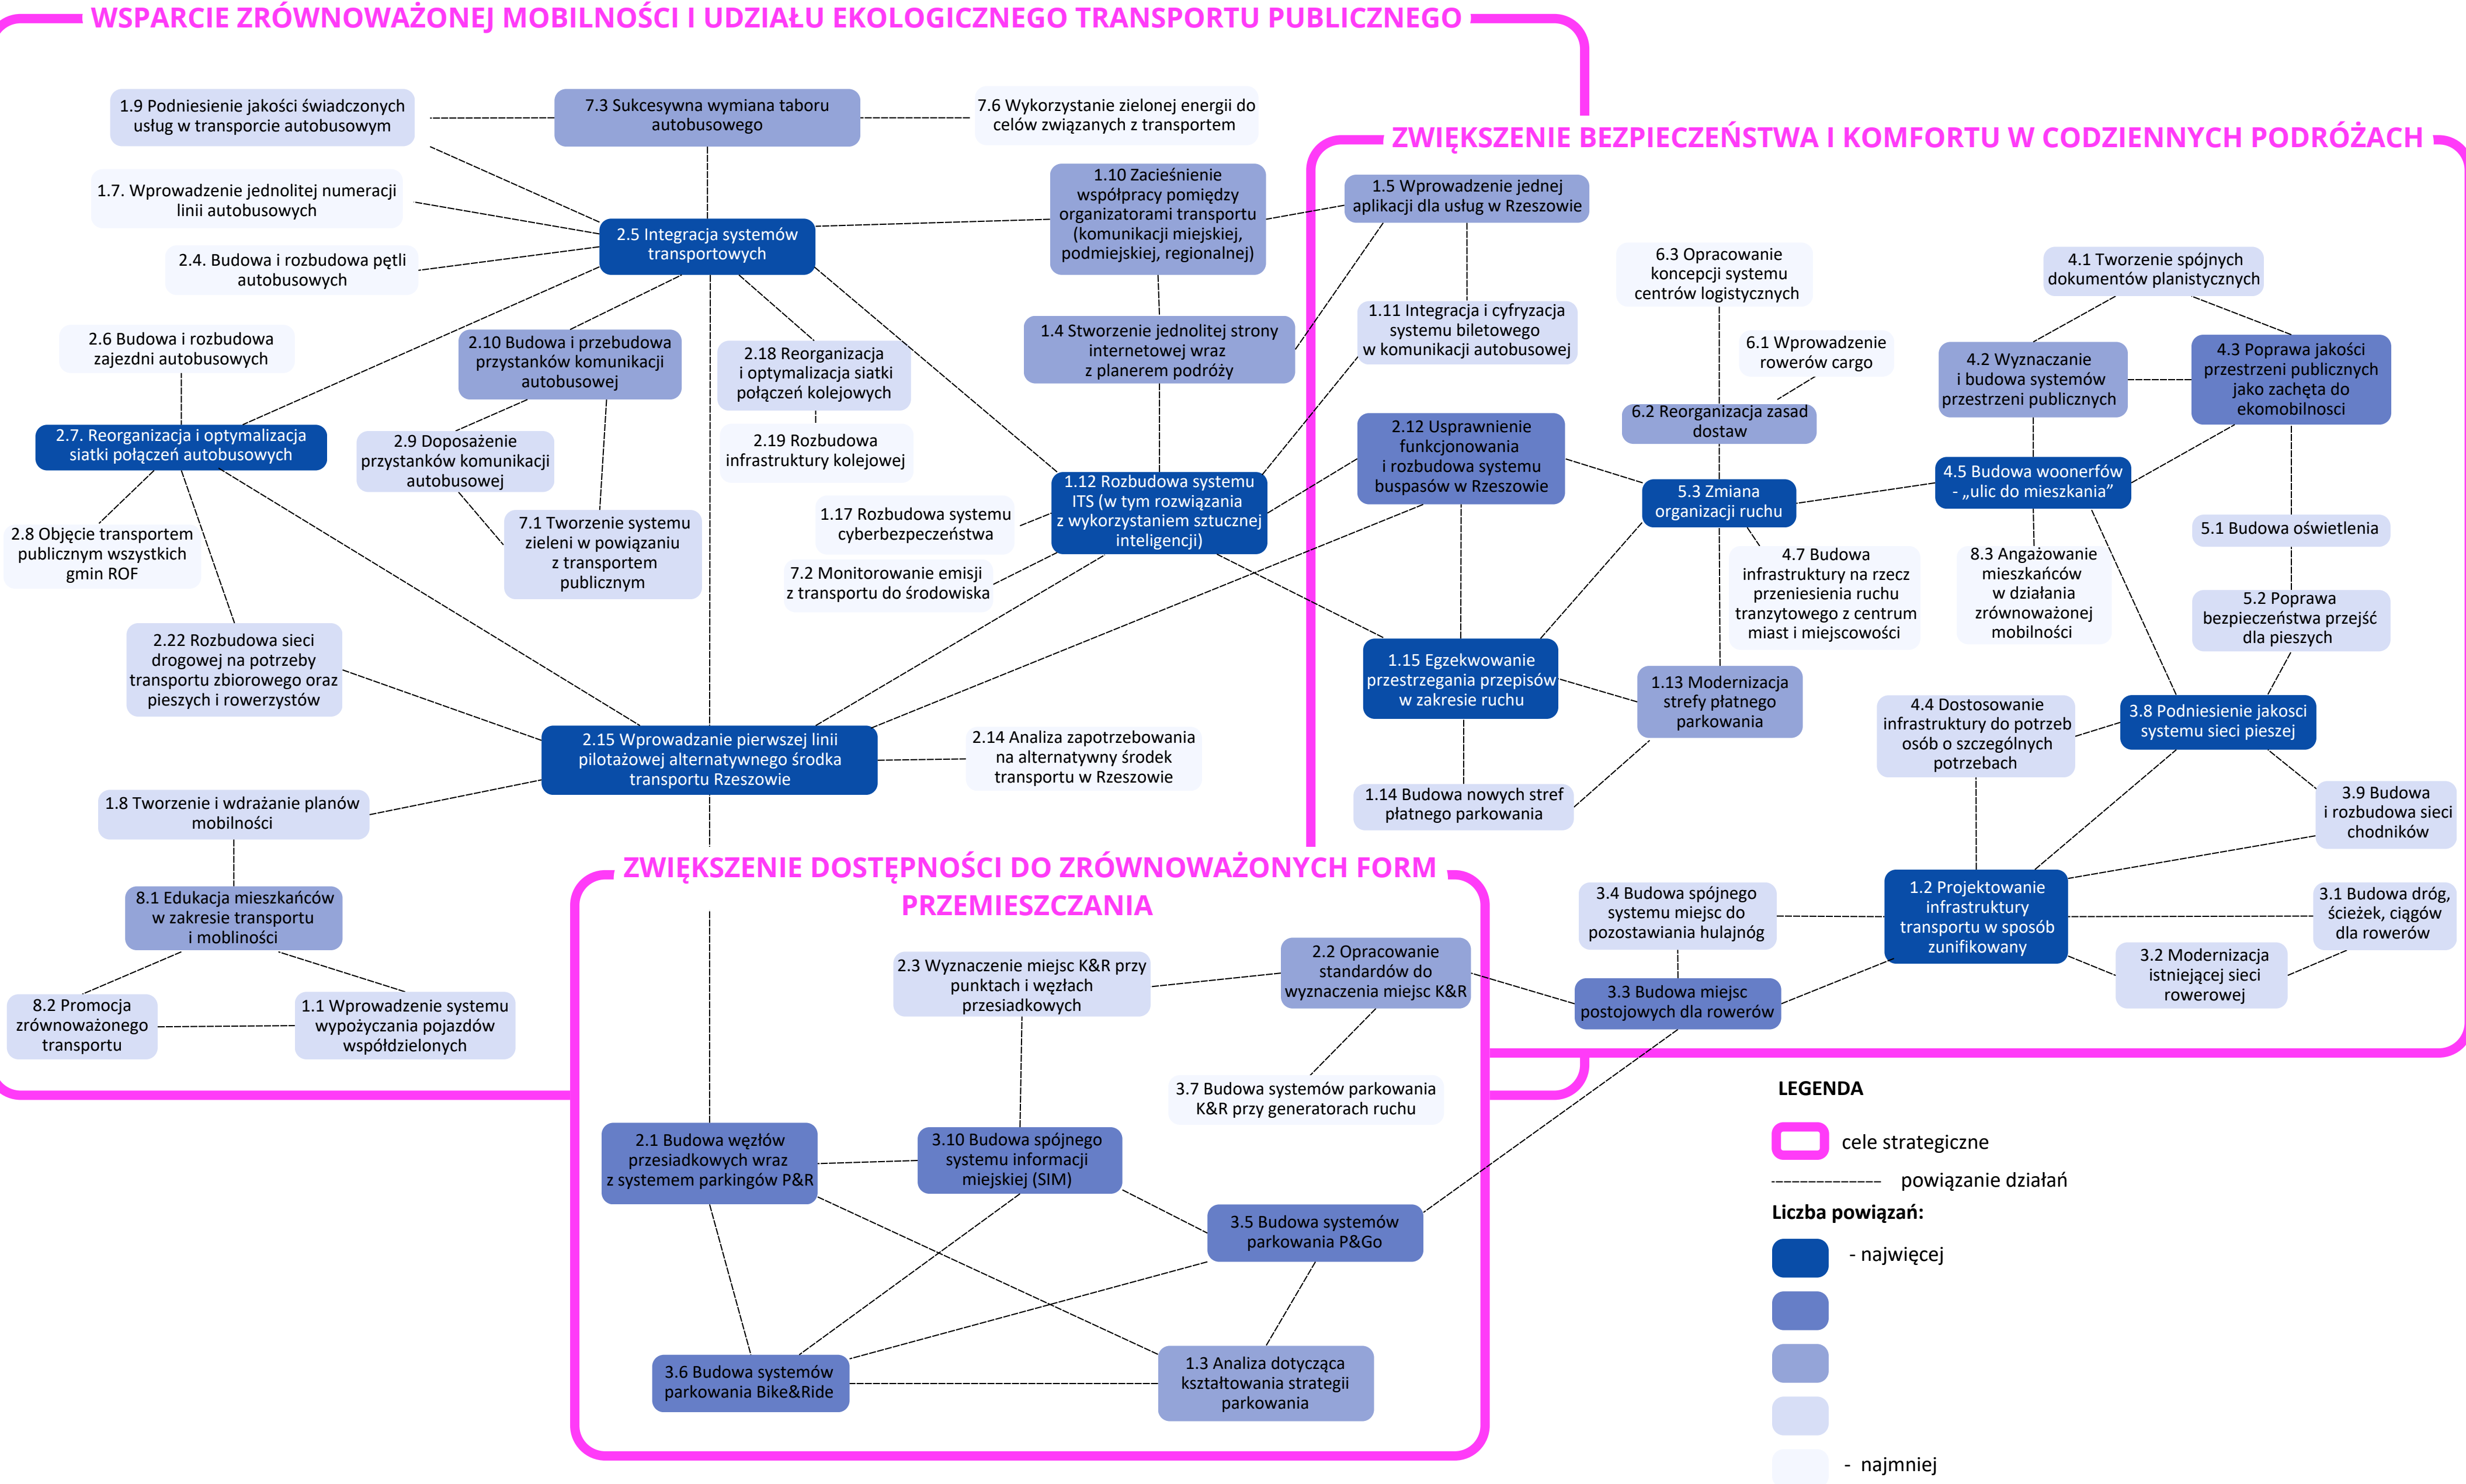 WSPARCIE ZRÓWNOWAŻONEJ MOBILNOŚCI I UDZIAŁU EKOLOGICZNEGO TRANSPORTU PUBLICZNEGO
1.9 Podniesienie jakości świadczonych
usług w transporcie autobusowym
7.3 Sukcesywna wymiana taboru
autobusowego
7.6 Wykorzystanie zielonej energii do
celów związanych z transportem
1.7. Wprowadzenie jednolitej numeracji
linii autobusowych
2.5 Integracja systemów
transportowych
1.10 Zacieśnienie
współpracy pomiędzy
organizatorami transportu
(komunikacji miejskiej,
podmiejskiej, regionalnej)
2.4. Budowa i rozbudowa pętli
autobusowych
2.6 Budowa i rozbudowa
zajezdni autobusowych
2.10 Budowa i przebudowa
przystanków komunikacji
autobusowej
2.18 Reorganizacja
i optymalizacja siatki
połączeń kolejowych
1.4 Stworzenie jednolitej strony
internetowej wraz
z planerem podróży
2.7. Reorganizacja i optymalizacja
siatki połączeń autobusowych
2.9 Doposażenie
przystanków komunikacji
autobusowej
2.19 Rozbudowa
infrastruktury kolejowej
1.12 Rozbudowa systemu
ITS (w tym rozwiązania
z wykorzystaniem sztucznej
inteligencji)
1.17 Rozbudowa systemu
cyberbezpeczeństwa
2.8 Objęcie transportem
publicznym wszystkich
gmin ROF
7.1 Tworzenie systemu
zieleni w powiązaniu
z transportem
publicznym
7.2 Monitorowanie emisji
z transportu do środowiska
2.22 Rozbudowa sieci
drogowej na potrzeby
transportu zbiorowego oraz
pieszych i rowerzystów
2.15 Wprowadzanie pierwszej linii
pilotażowej alternatywnego środka
transportu Rzeszowie
2.14 Analiza zapotrzebowania
na alternatywny środek
transportu w Rzeszowie
1.8 Tworzenie i wdrażanie planów
mobilności
8.1 Edukacja mieszkańców
w zakresie transportu
i mobliności
8.2 Promocja
zrównoważonego
transportu
1.1 Wprowadzenie systemu
wypożyczania pojazdów
współdzielonych
ZWIĘKSZENIE BEZPIECZEŃSTWA I KOMFORTU W CODZIENNYCH PODRÓŻACH
1.5 Wprowadzenie jednej
aplikacji dla usług w Rzeszowie
6.3 Opracowanie
koncepcji systemu
centrów logistycznych
4.1 Tworzenie spójnych
dokumentów planistycznych
1.11 Integracja i cyfryzacja
systemu biletowego
w komunikacji autobusowej
6.1 Wprowadzenie
rowerów cargo
4.2 Wyznaczanie
i budowa systemów
przestrzeni publicznych
4.3 Poprawa jakości
przestrzeni publicznych
jako zachęta do
ekomobilnosci
6.2 Reorganizacja zasad
dostaw
2.12 Usprawnienie
funkcjonowania
i rozbudowa systemu
buspasów w Rzeszowie
5.3 Zmiana
organizacji ruchu
4.5 Budowa woonerfów
- „ulic do mieszkania”
5.1 Budowa oświetlenia
4.7 Budowa
infrastruktury na rzecz
przeniesienia ruchu
tranzytowego z centrum
miast i miejscowości
8.3 Angażowanie
mieszkańców
w działania
zrównoważonej
mobilności
5.2 Poprawa
bezpieczeństwa przejść
dla pieszych
1.15 Egzekwowanie
przestrzegania przepisów
w zakresie ruchu
1.13 Modernizacja
strefy płatnego
parkowania
4.4 Dostosowanie
infrastruktury do potrzeb
osób o szczególnych
potrzebach
3.8 Podniesienie jakosci
systemu sieci pieszej
1.14 Budowa nowych stref
płatnego parkowania
3.9 Budowa
i rozbudowa sieci
chodników
3.4 Budowa spójnego
systemu miejsc do
pozostawiania hulajnóg
1.2 Projektowanie
infrastruktury
transportu w sposób
zunifikowany
3.1 Budowa dróg,
ścieżek, ciągów
dla rowerów
3.2 Modernizacja
istniejącej sieci
rowerowej
3.3 Budowa miejsc
postojowych dla rowerów
ZWIĘKSZENIE DOSTĘPNOŚCI DO ZRÓWNOWAŻONYCH FORM
PRZEMIESZCZANIA
2.3 Wyznaczenie miejsc K&R przy
punktach i węzłach
przesiadkowych
2.2 Opracowanie
standardów do
wyznaczenia miejsc K&R
3.7 Budowa systemów parkowania
K&R przy generatorach ruchu
2.1 Budowa węzłów
przesiadkowych wraz
z systemem parkingów P&R
3.10 Budowa spójnego
systemu informacji
miejskiej (SIM)
3.5 Budowa systemów
parkowania P&Go
3.6 Budowa systemów
parkowania Bike&Ride
1.3 Analiza dotycząca
kształtowania strategii
parkowania
LEGENDA
cele strategiczne
powiązanie działań
Liczba powiązań:
- najwięcej
- najmniej